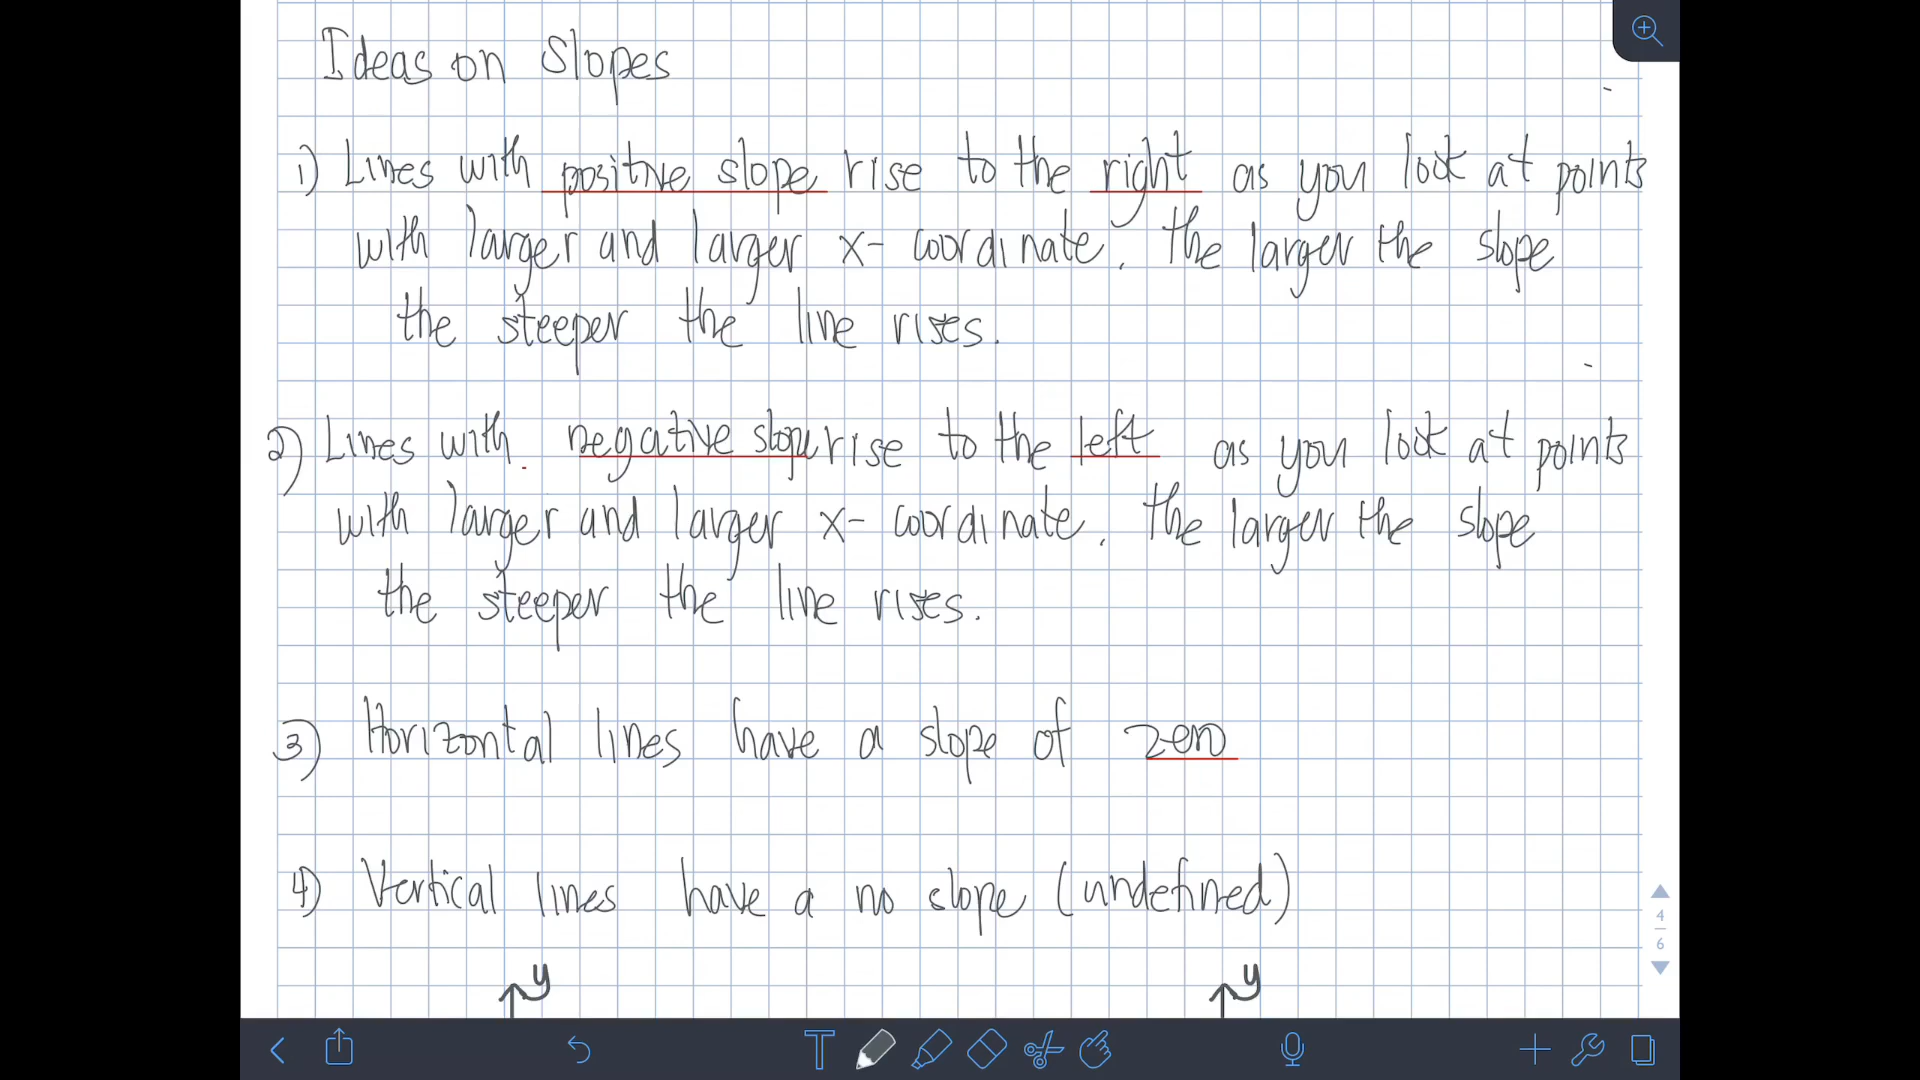 Ideas on Slopes
1) Lines with positive slope rise to the right as you look at points
with larger and larger x-coordinate. The larger the slope
the steeper the line rises.
2) Lines with negative slope rise to the left as you look at points
with larger and larger x-coordinate. The larger the slope
the steeper the line rises.
3) Horizontal lines have a slope of zero
4) Vertical lines have a no slope (undefined)
y y
4
6
T